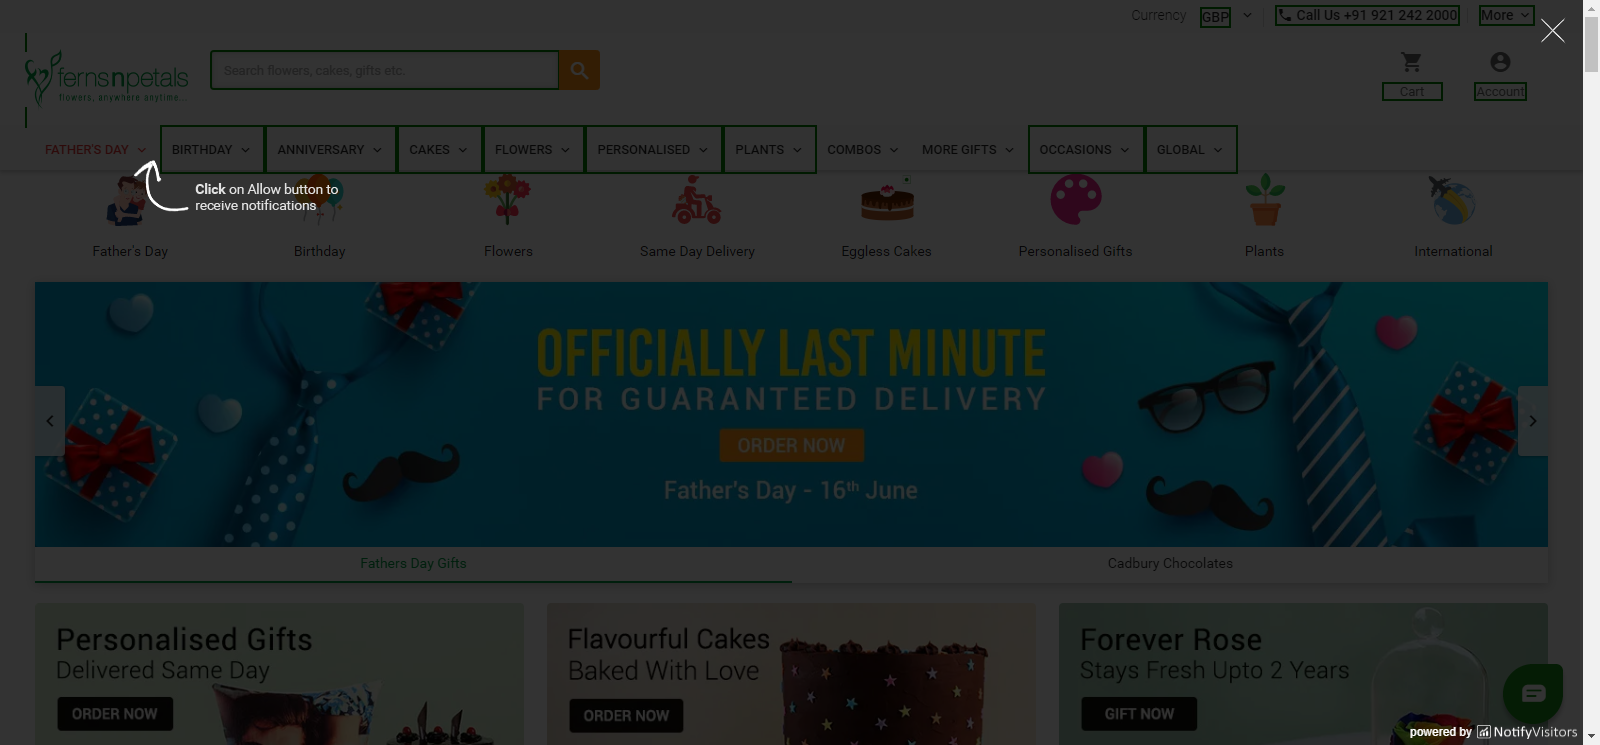 Currency GBP Call Us +91 921 242 2000 More
fernsnpetals
flowers, anywhere anytime...
Search flowers, cakes, gifts etc.
Cart Account
FATHER'S DAY BIRTHDAY ANNIVERSARY CAKES FLOWERS PERSONALISED PLANTS COMBOS MORE GIFTS OCCASIONS GLOBAL
Click on Allow button to
receive notifications
Father's Day Birthday Flowers Same Day Delivery Eggless Cakes Personalised Gifts Plants International
OFFICIALLY LAST MINUTE
FOR GUARANTEED DELIVERY
ORDER NOW
Father's Day - 16th June
Fathers Day Gifts Cadbury Chocolates
Personalised Gifts
Delivered Same Day
ORDER NOW
Flavourful Cakes
Baked With Love
ORDER NOW
Forever Rose
Stays Fresh Upto 2 Years
GIFT NOW
powered by NotifyVisitors